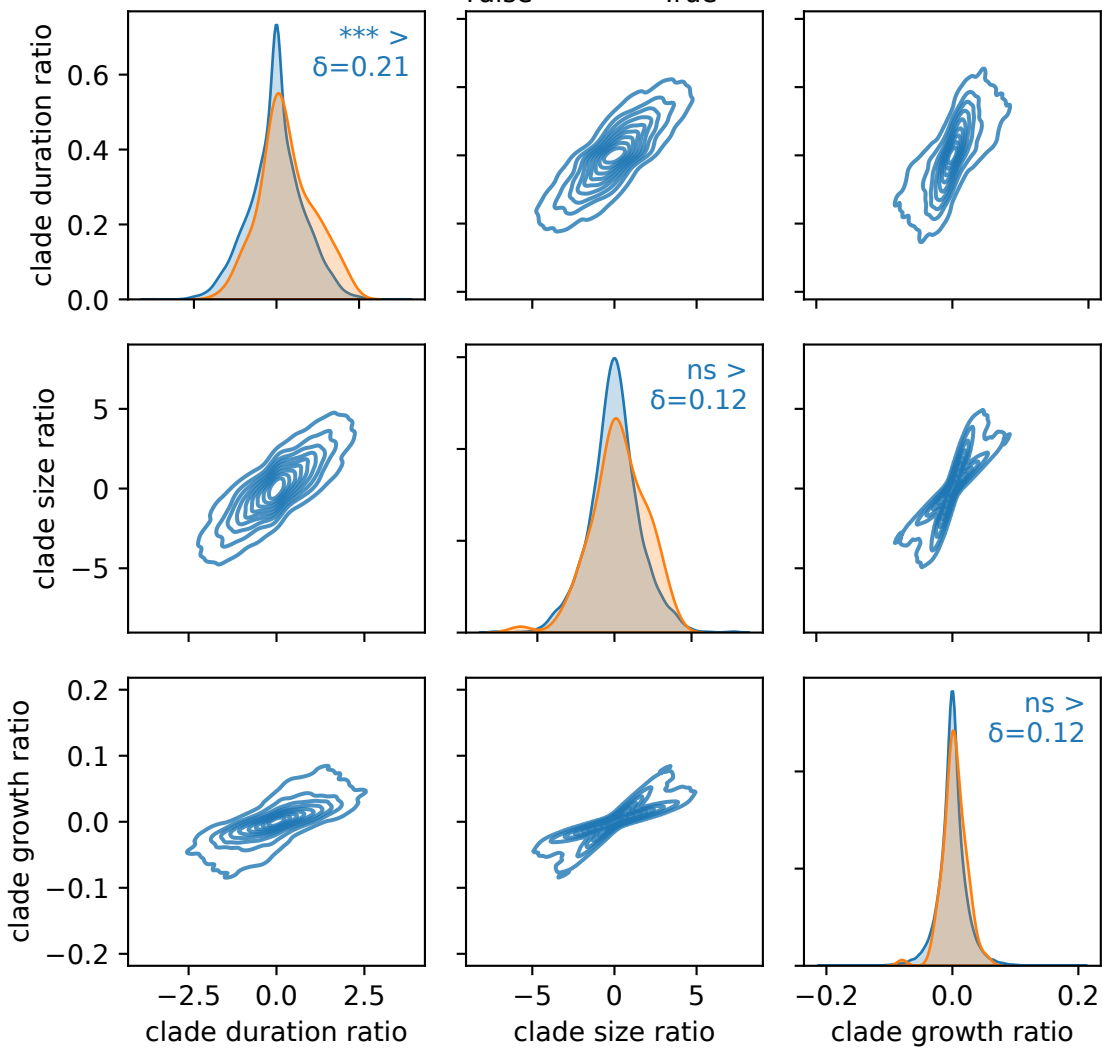 clade duration ratio
0.6
0.4
0.2
0.0
*** >
δ=0.21
clade size ratio
5
0
−5
ns >
δ=0.12
clade growth ratio
0.2
0.1
0.0
−0.1
−0.2
ns >
δ=0.12
−2.5 0.0 2.5
clade duration ratio
−5 0 5
clade size ratio
−0.2 0.0 0.2
clade growth ratio